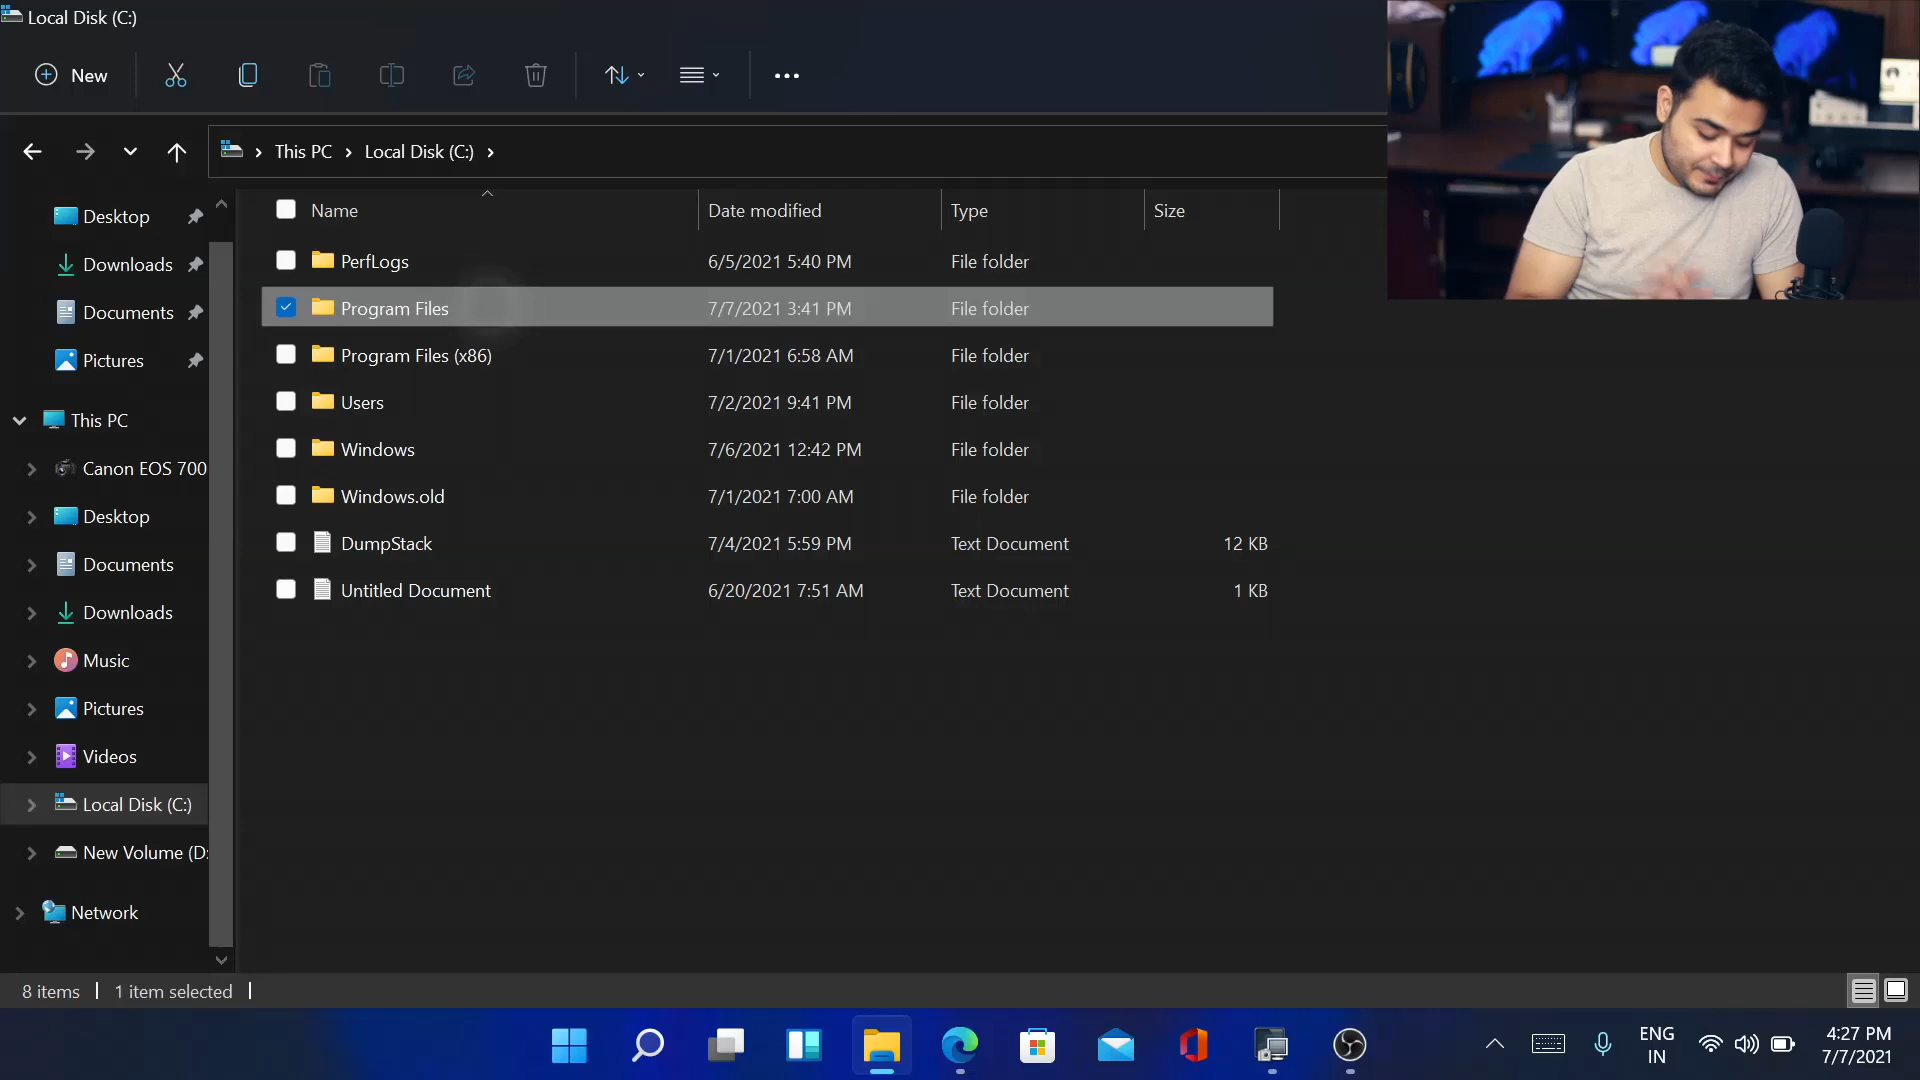 Local Disk (C:)
New
This PC
Local Disk (C:)
Desktop
Downloads
Documents
Pictures
This PC
Canon EOS 700
Desktop
Documents
Downloads
Music
Pictures
Videos
Local Disk (C:)
New Volume (D:
Network
Name Date modified Type Size
PerfLogs 6/5/2021 5:40 PM File folder
Program Files 7/7/2021 3:41 PM File folder
Program Files (x86) 7/1/2021 6:58 AM File folder
Users 7/2/2021 9:41 PM File folder
Windows 7/6/2021 12:42 PM File folder
Windows.old 7/1/2021 7:00 AM File folder
DumpStack 7/4/2021 5:59 PM Text Document 12 KB
Untitled Document 6/20/2021 7:51 AM Text Document 1 KB
8 items 1 item selected
ENG
IN
4:27 PM
7/7/2021